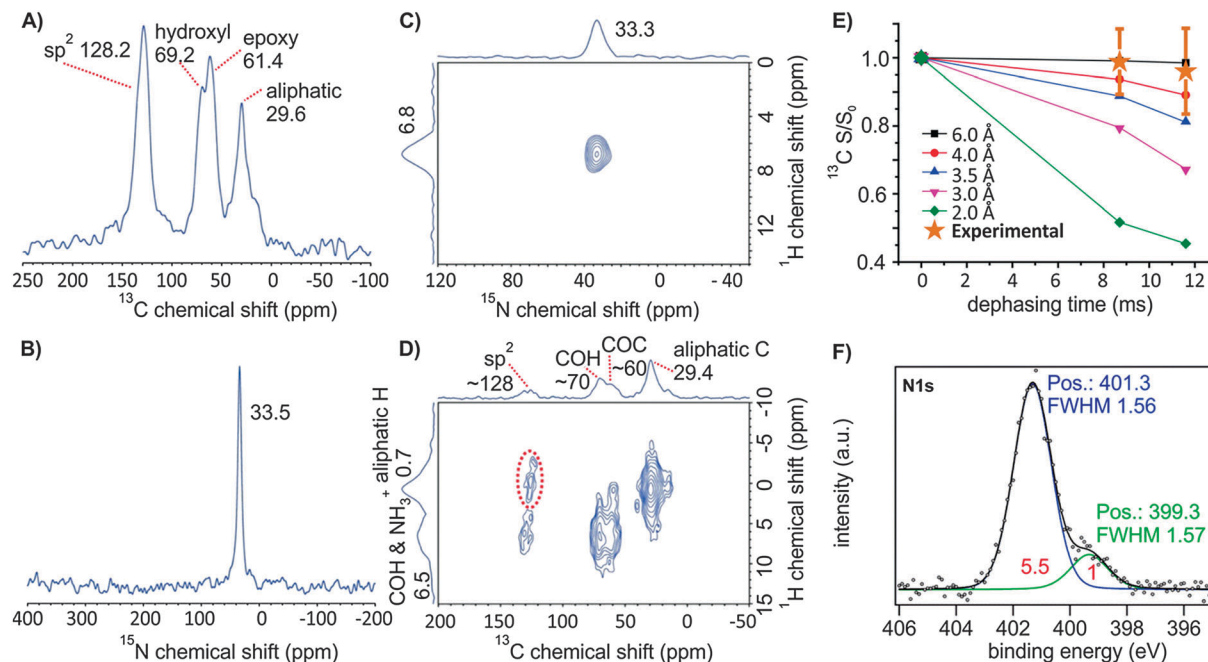 A)
sp² 128.2
hydroxyl
69.2
epoxy
61.4
aliphatic
29.6
250 200 150 100 50 0 -50 -100
¹³C chemical shift (ppm)
B)
33.5
400 300 200 100 0 -100 -200
¹⁵N chemical shift (ppm)
C)
33.3
6.8
0
4
8
12
¹H chemical shift (ppm)
120 80 40 0 -40
¹⁵N chemical shift (ppm)
D)
sp²
~128
COH
~70
COC
~60
aliphatic C
29.4
COH & NH₃⁺ aliphatic H
6.5 0.7
-10
-5
0
5
10
15
¹H chemical shift (ppm)
200 150 100 50 0 -50
¹³C chemical shift (ppm)
E)
¹³C S/S₀
1.0
0.8
0.6
0.4
6.0 Å
4.0 Å
3.5 Å
3.0 Å
2.0 Å
Experimental
0 2 4 6 8 10 12
dephasing time (ms)
F)
N1s
Pos.: 401.3
FWHM 1.56
Pos.: 399.3
FWHM 1.57
5.5
1
intensity (a.u.)
406 404 402 400 398 396
binding energy (eV)